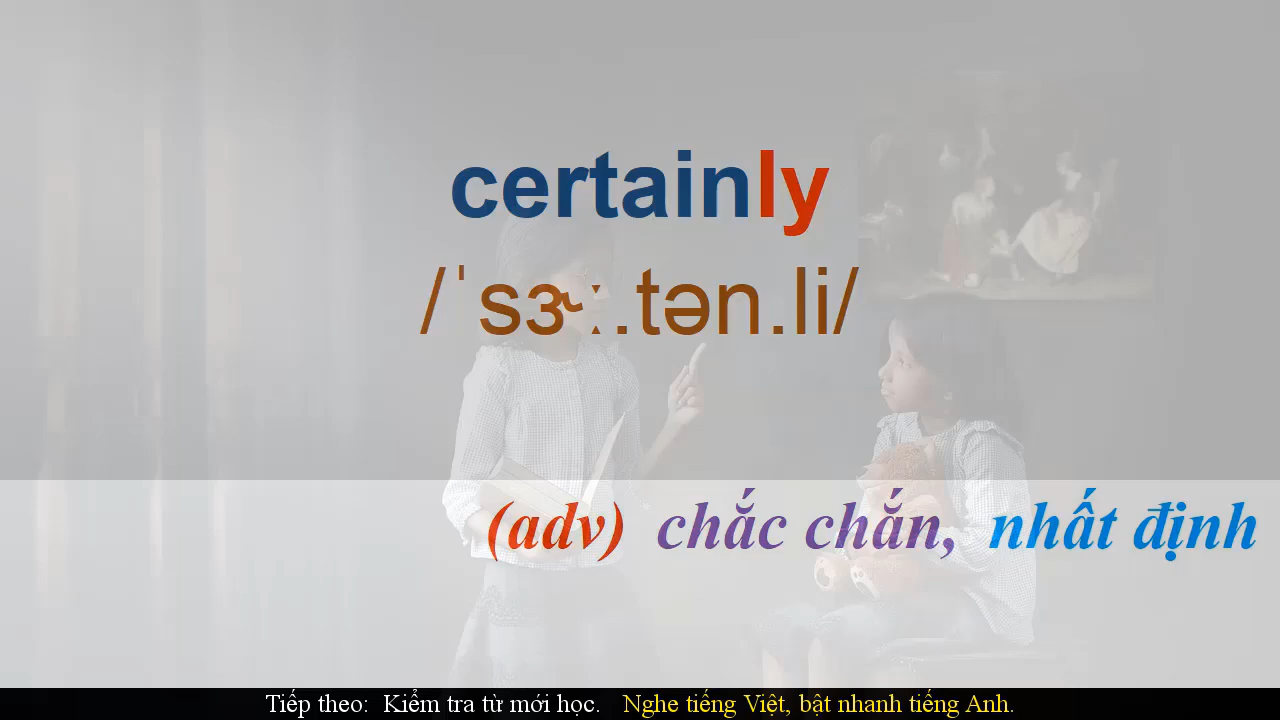 certainly
/ˈsɝː.tən.li/
(adv) chắc chắn, nhất định
Tiếp theo: Kiểm tra từ mới học. Nghe tiếng Việt, bật nhanh tiếng Anh.